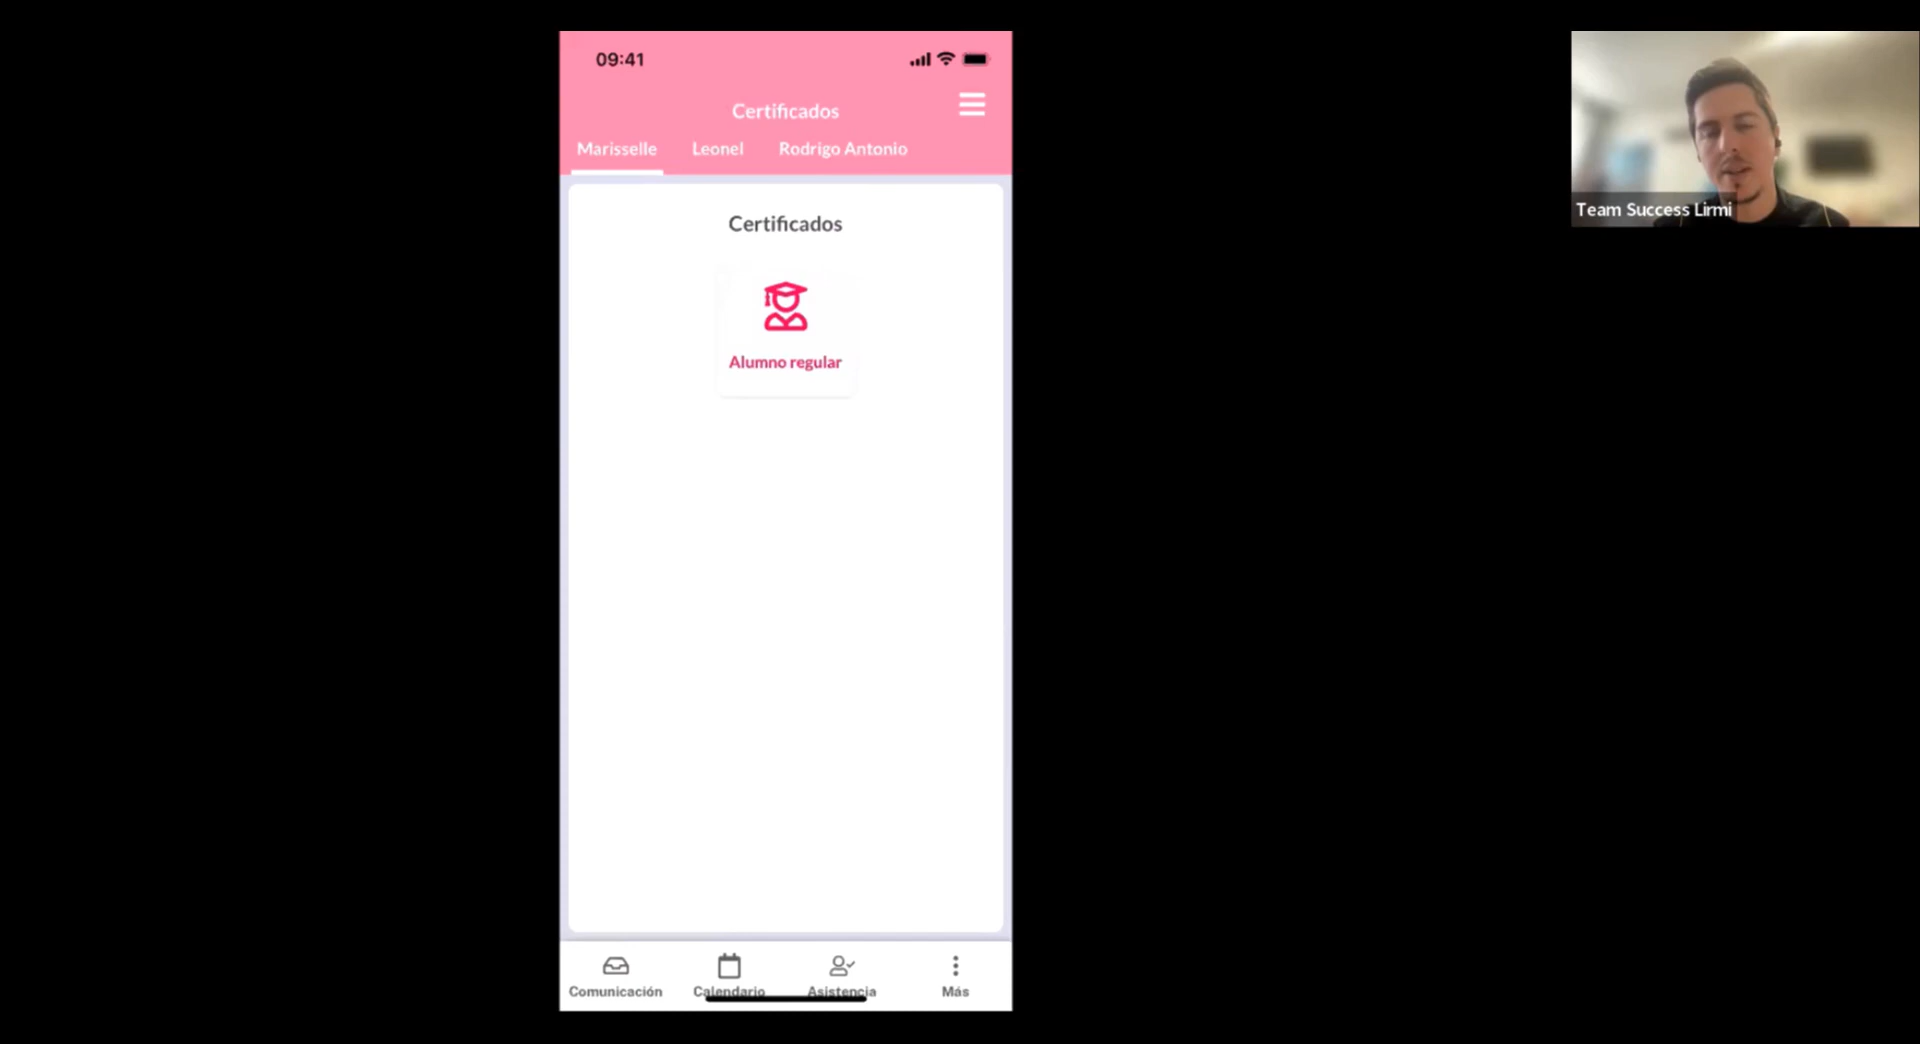 09:41
Certificados
Marisselle Leonel Rodrigo Antonio
Certificados
Alumno regular
Comunicación Calendario Asistencia Más
Team Success Lirmi